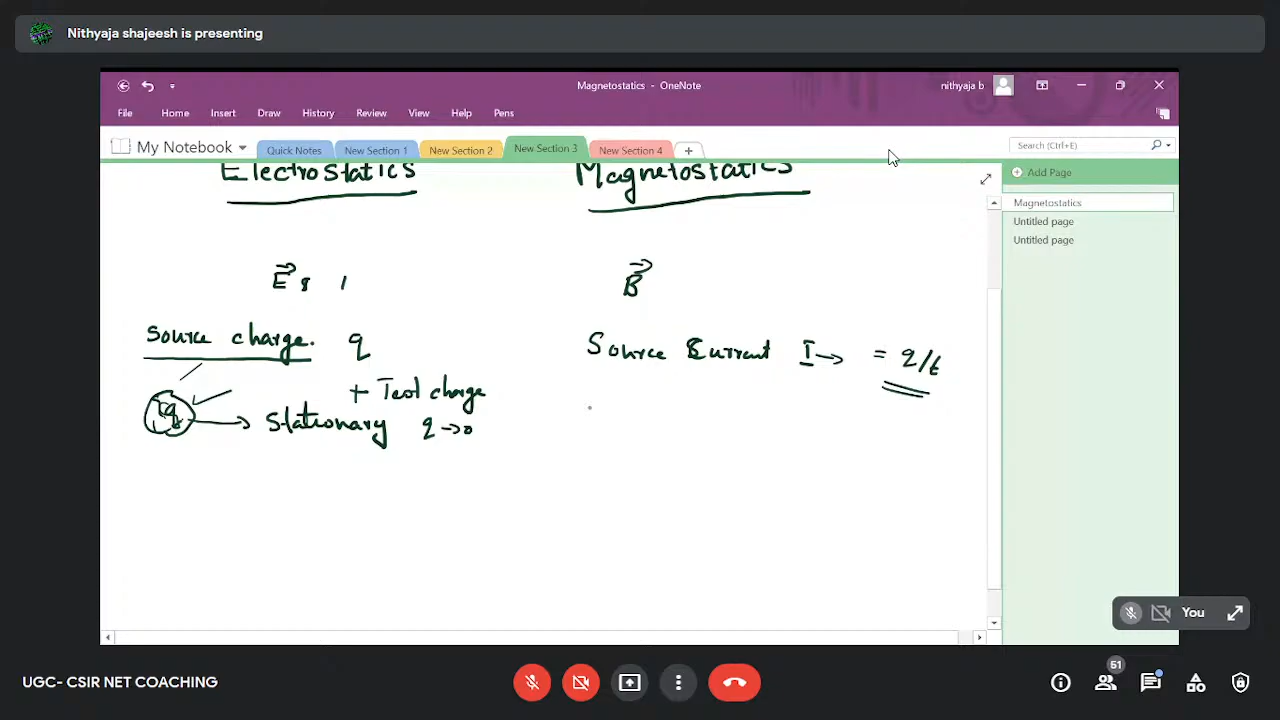 Nithyaja shajeesh is presenting
Magnetostatics - OneNote
nithyaja b
File Home Insert Draw History Review View Help Pens
My Notebook
Quick Notes New Section 1 New Section 2 New Section 3 New Section 4 +
Search (Ctrl+E)
Add Page
Magnetostatics
Untitled page
Untitled page
Electrostatics
Magnetostatics
E
B
Source charge. q
Source Current I → = q/t
+ Test charge
q → Stationary q →
You
UGC- CSIR NET COACHING
61